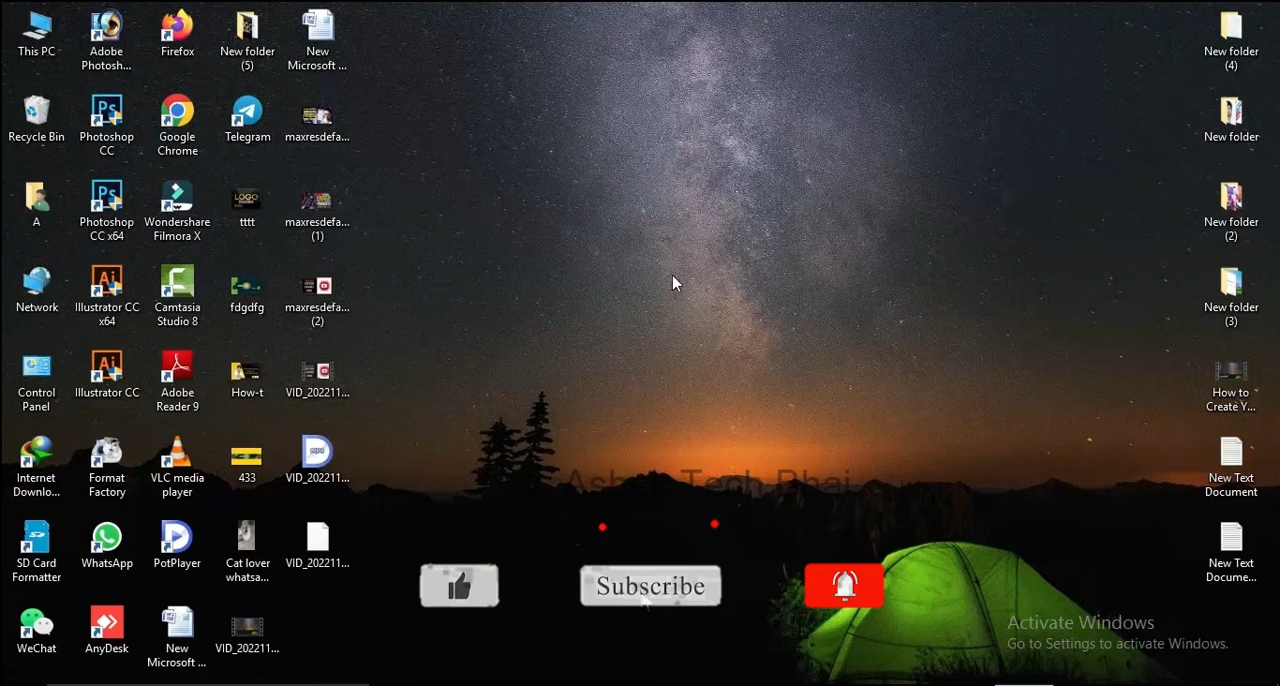 This PC
Adobe
Photosh...
Firefox
New folder
(5)
New
Microsoft ...
New folder
(4)
Recycle Bin
Photoshop
CC
Google
Chrome
Telegram
maxresdefa...
New folder
A
Photoshop
CC x64
Wondershare
Filmora X
LOGO
tttt
maxresdefa...
(1)
New folder
(2)
Network
Illustrator CC
x64
Camtasia
Studio 8
fdgdfg
maxresdefa...
(2)
New folder
(3)
Control
Panel
Illustrator CC
Adobe
Reader 9
How-t
VID_202211...
How to
Create Y...
Internet
Downlo...
Format
Factory
VLC media
player
433
VID_202211...
New Text
Document
Tech Bhai
SD Card
Formatter
WhatsApp
PotPlayer
Cat lover
whatsa...
VID_202211...
New Text
Docume...
Subscribe
WeChat
AnyDesk
New
Microsoft ...
VID_202211...
Activate Windows
Go to Settings to activate Windows.